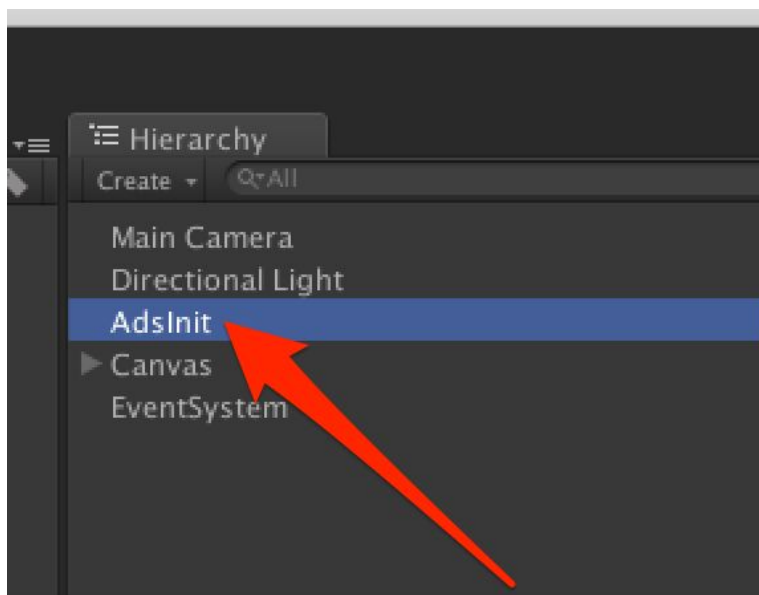 Hierarchy
Create All
Main Camera
Directional Light
AdsInit
Canvas
EventSystem